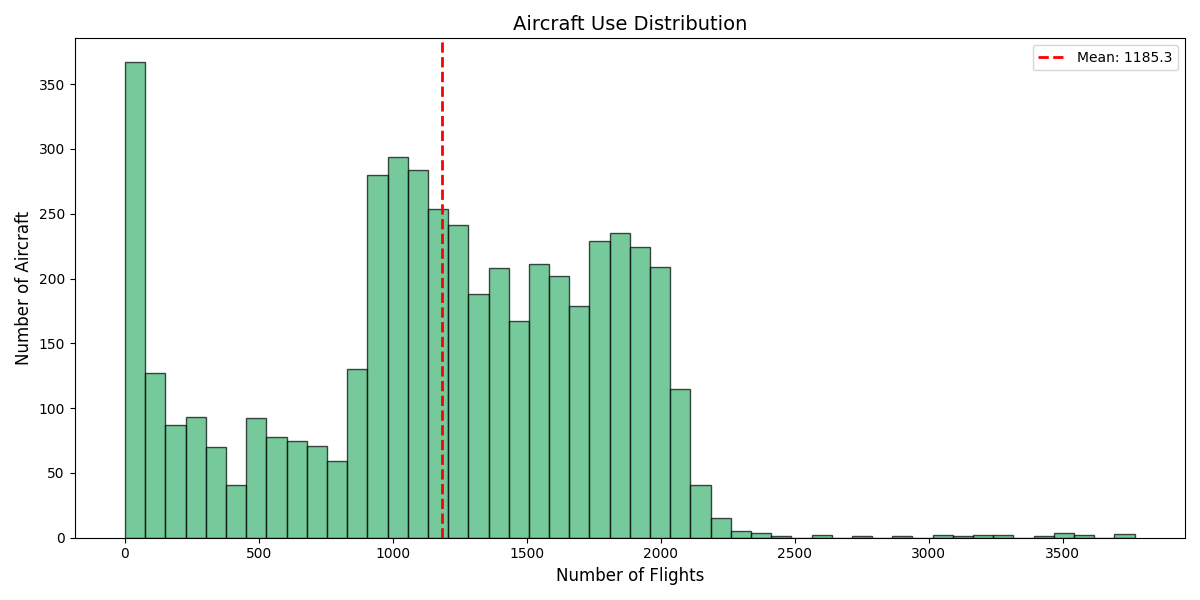 Aircraft Use Distribution
Mean: 1185.3
Number of Aircraft
350
300
250
200
150
100
50
0
0 500 1000 1500 2000 2500 3000 3500
Number of Flights